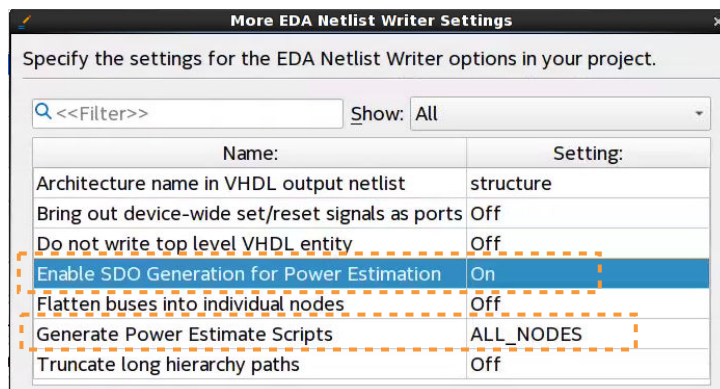 More EDA Netlist Writer Settings
Specify the settings for the EDA Netlist Writer options in your project.
<<Filter>> Show: All
Name: Setting:
Architecture name in VHDL output netlist structure
Bring out device-wide set/reset signals as ports Off
Do not write top level VHDL entity Off
Enable SDO Generation for Power Estimation On
Flatten buses into individual nodes Off
Generate Power Estimate Scripts ALL_NODES
Truncate long hierarchy paths Off